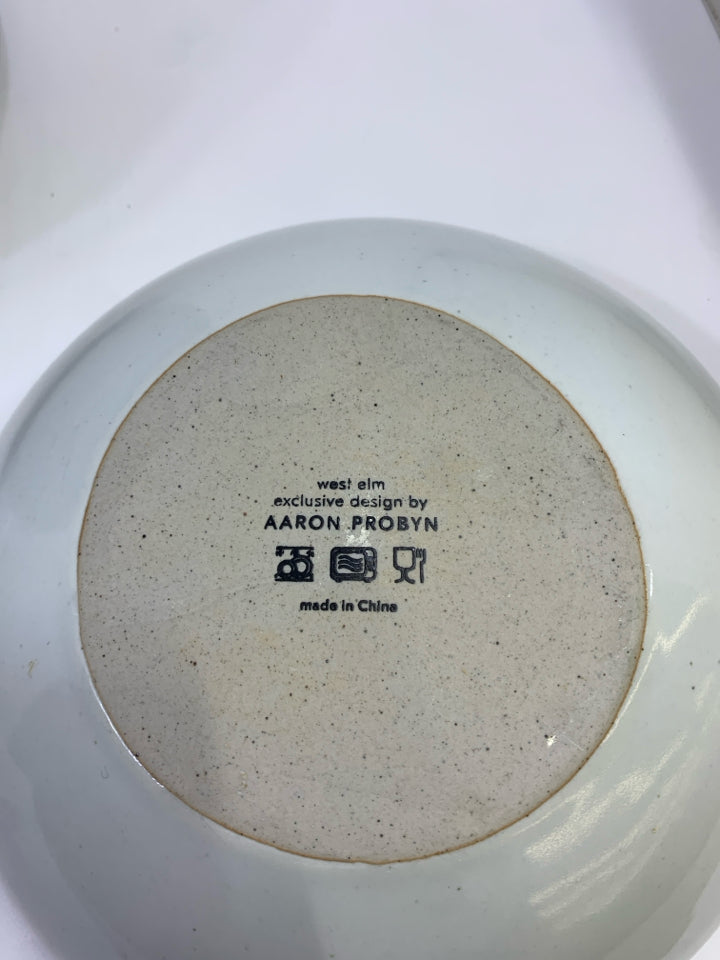 west elm
exclusive design by
AARON PROBYN
made in China